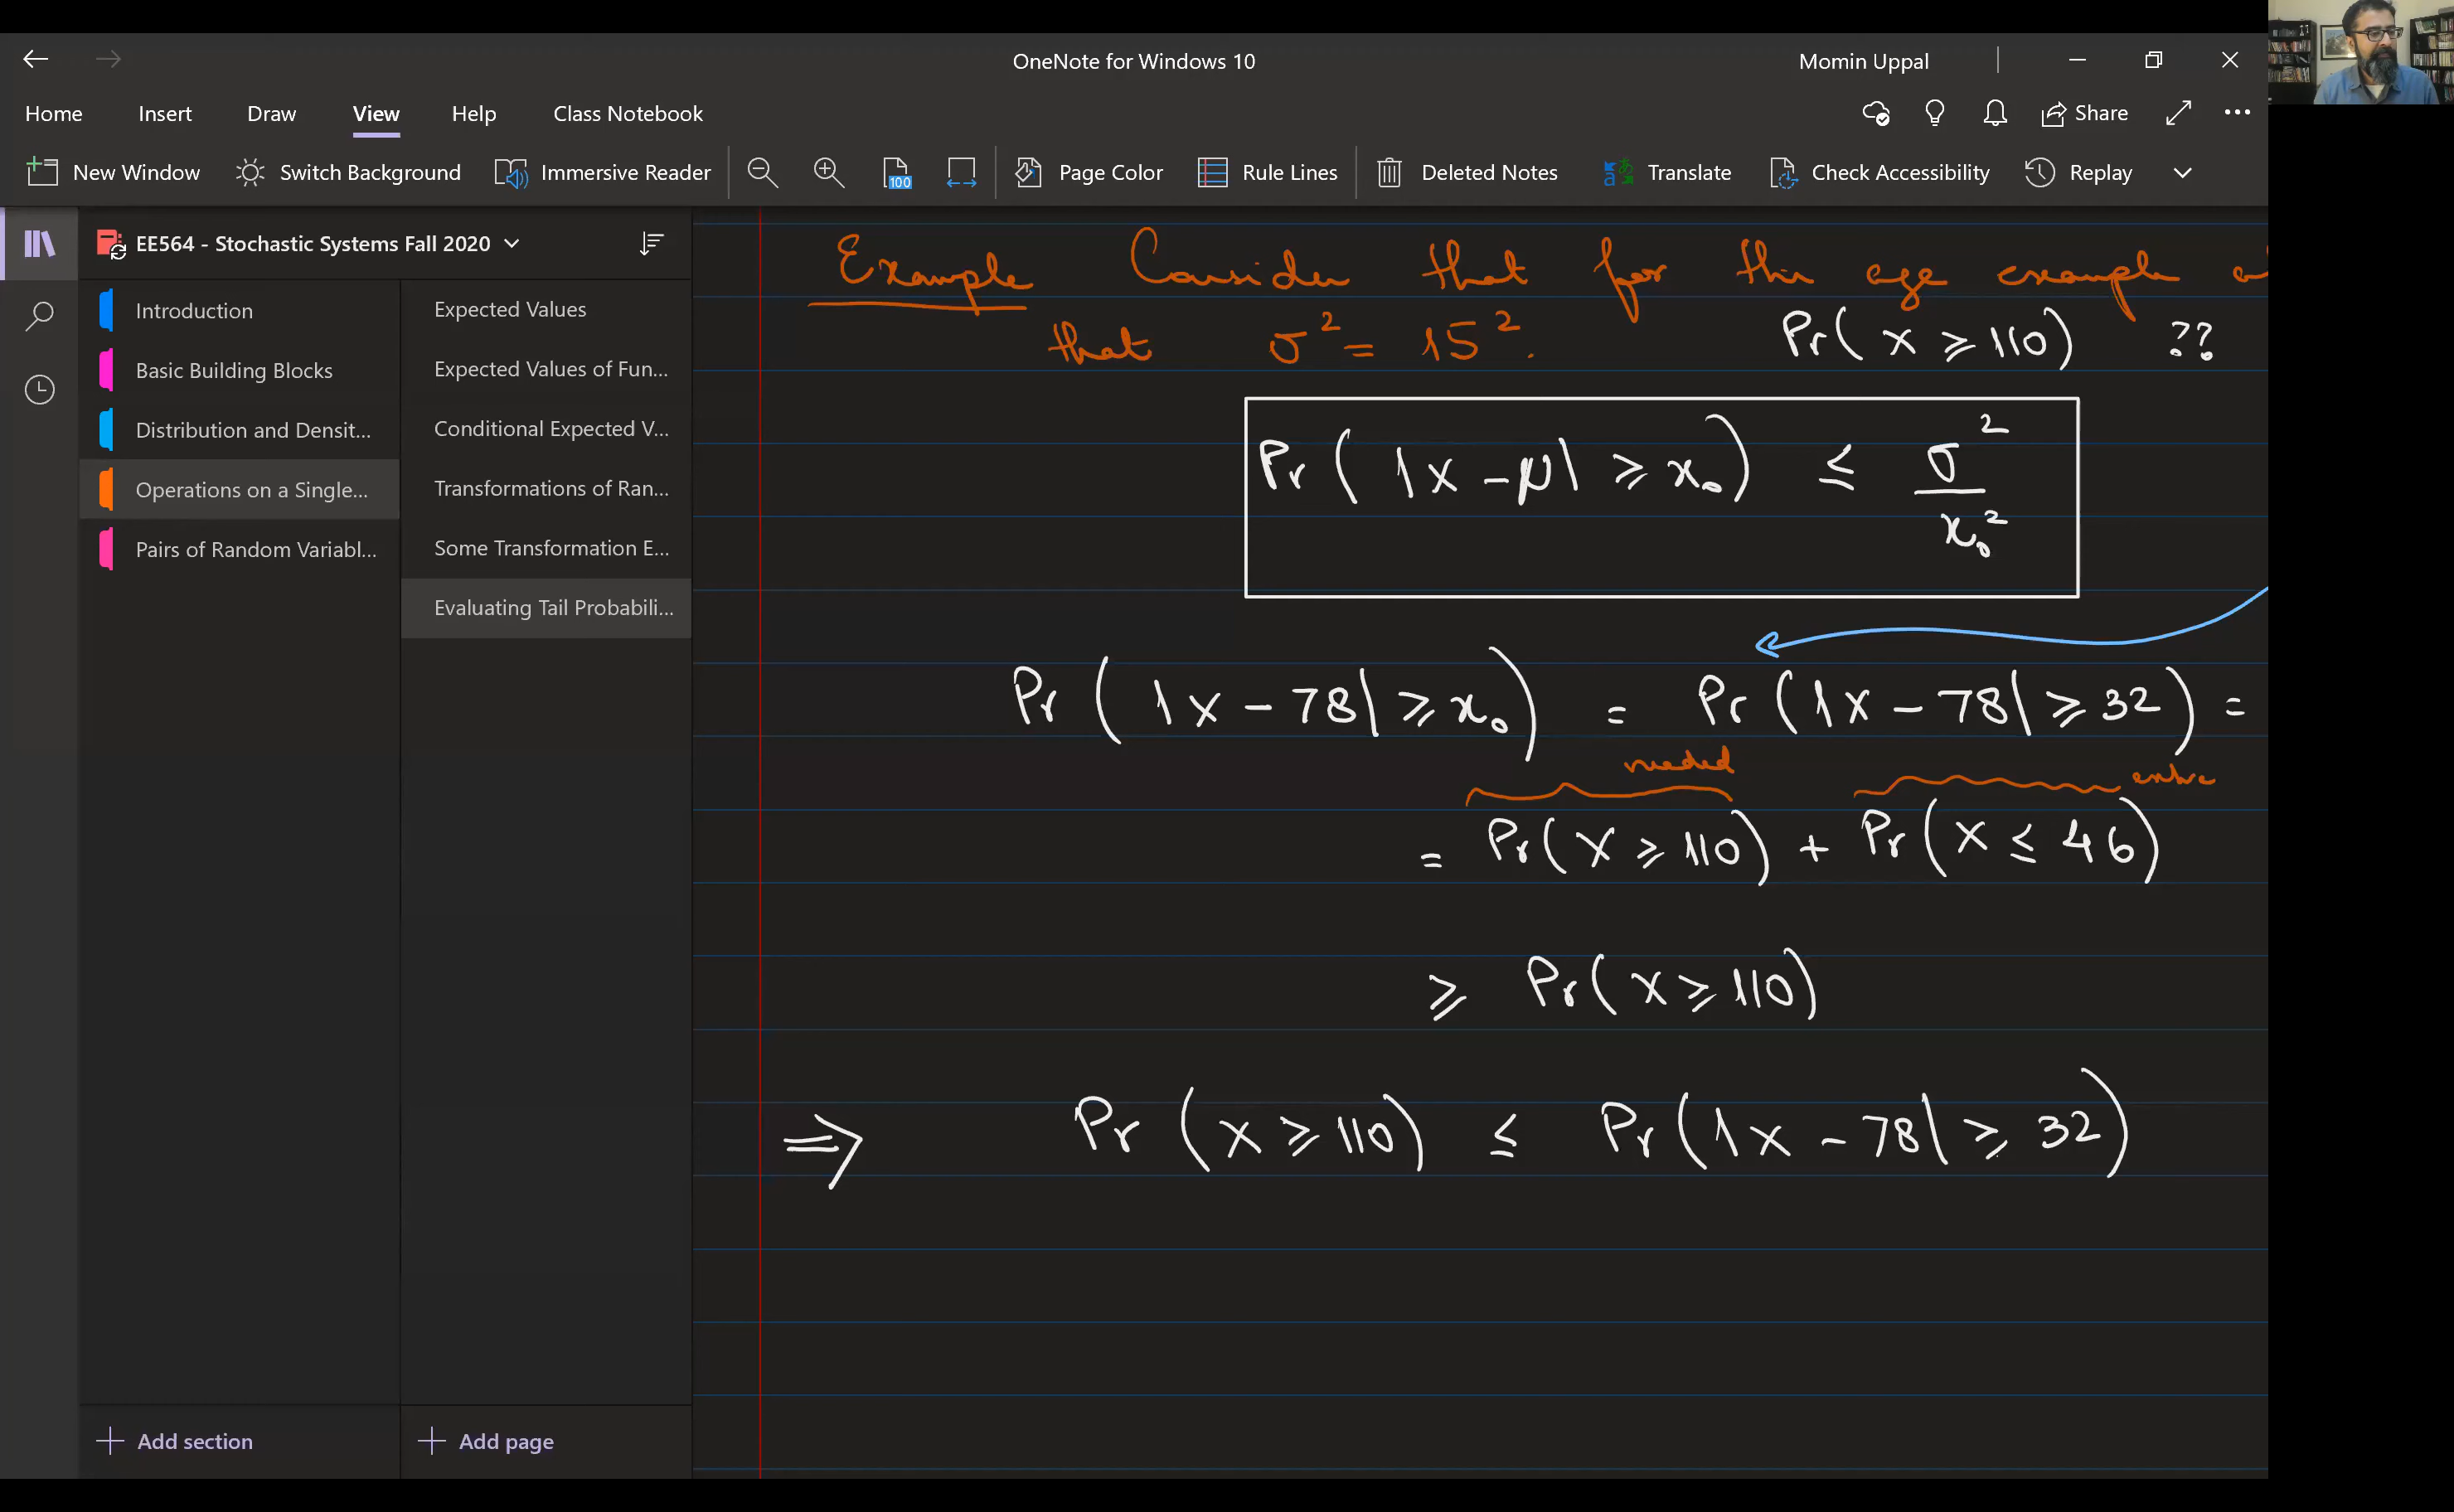 OneNote for Windows 10
Momin Uppal
Home Insert Draw View Help Class Notebook
Share
New Window Switch Background Immersive Reader 100 Page Color Rule Lines Deleted Notes Translate Check Accessibility Replay
EE564 - Stochastic Systems Fall 2020
Introduction
Basic Building Blocks
Distribution and Densit...
Operations on a Single...
Pairs of Random Variabl...
Expected Values
Expected Values of Fun...
Conditional Expected V...
Transformations of Ran...
Some Transformation E...
Evaluating Tail Probabili...
Add section
Add page
Example Consider that for the age example
that σ² = 15².
Pr(X ≥ 110) ??
Pr(|X - μ| ≥ x₀) ≤ σ²/x₀²
Pr(|X - 78| ≥ x₀) = Pr(|X - 78| ≥ 32) =
needed
= Pr(X ≥ 110) + Pr(X ≤ 46)
≥ Pr(X ≥ 110)
⇒ Pr(X ≥ 110) ≤ Pr(|X - 78| ≥ 32)